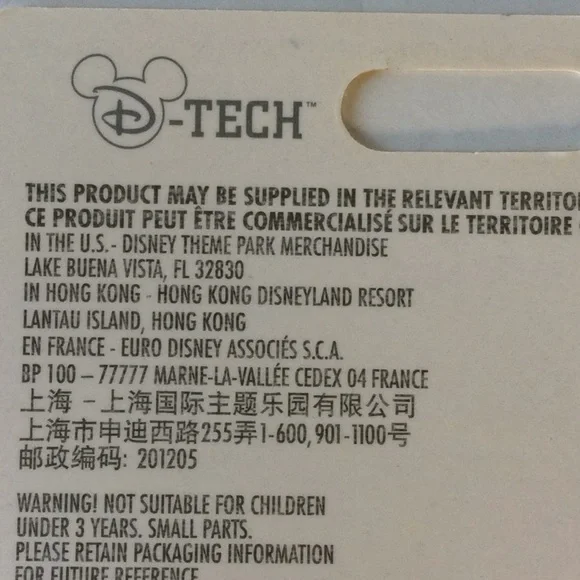 D-TECH™
THIS PRODUCT MAY BE SUPPLIED IN THE RELEVANT
CE PRODUIT PEUT ÊTRE COMMERCIALISÉ SUR LE TERRITOIRE
IN THE U.S.- DISNEY THEME PARK MERCHANDISE
LAKE BUENA VISTA, FL 32830
IN HONG KONG - HONG KONG DISNEYLAND RESORT
LANTAU ISLAND, HONG KONG
EN FRANCE - EURO DISNEY ASSOCIÉS S.C.A.
BP 100 – 77777 MARNE-LA-VALLÉE CEDEX 04 FRANCE
上海 – 上海国际主题乐园有限公司
上海市申迪西路255弄1-600, 901-1100号
邮政编码: 201205
WARNING! NOT SUITABLE FOR CHILDREN
UNDER 3 YEARS. SMALL PARTS.
PLEASE RETAIN PACKAGING INFORMATION
FOR FUTURE REFERENCE